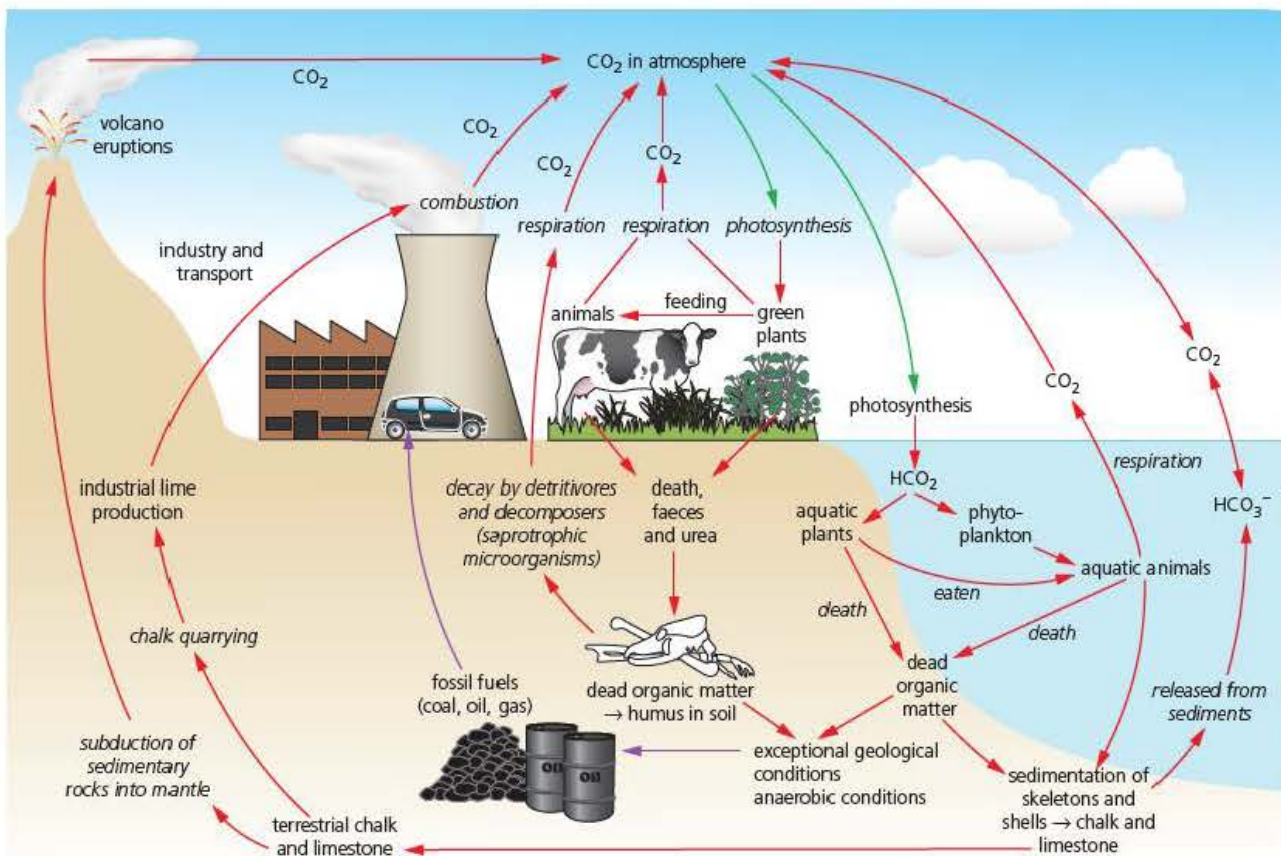 CO₂ in atmosphere
CO₂
volcano
eruptions
CO₂
combustion
CO₂
CO₂
respiration
respiration
photosynthesis
industry and
transport
animals
feeding
green
plants
CO₂
CO₂
photosynthesis
industrial lime
production
decay by detritivores
and decomposers
(saprotrophic
microorganisms)
death,
faeces
and urea
HCO₂
respiration
aquatic
plants
phyto-
plankton
HCO₃⁻
aquatic animals
eaten
death
death
chalk quarrying
fossil fuels
(coal, oil, gas)
dead organic matter
→ humus in soil
dead
organic
matter
released from
sediments
subduction of
sedimentary
rocks into mantle
OIL
OIL
exceptional geological
conditions
anaerobic conditions
sedimentation of
skeletons and
shells → chalk and
limestone
terrestrial chalk
and limestone